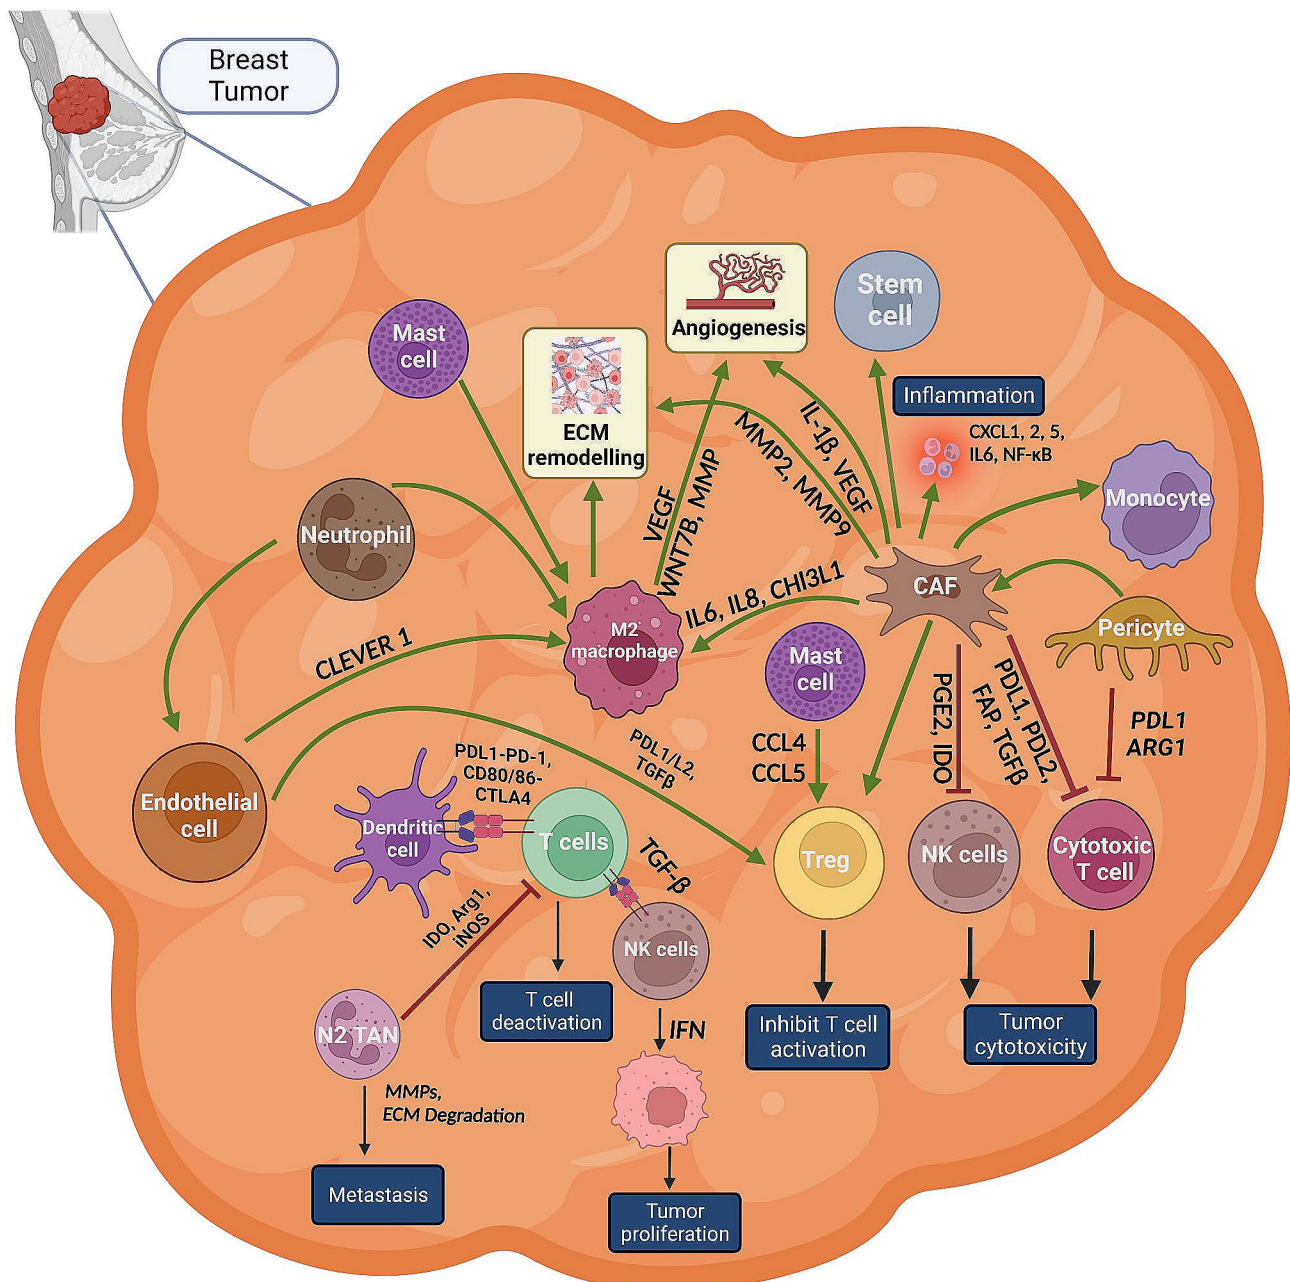 Breast
Tumor
Stem
cell
Angiogenesis
Mast
cell
Inflammation
CXCL1, 2, 5,
IL6, NF-κB
ECM
remodelling
IL-1β, VEGF
MMP2, MMP9
VEGF
WNT7B, MMP
Monocyte
Neutrophil
CAF
IL6, IL8, CHI3L1
M2
macrophage
Pericyte
CLEVER 1
Mast
cell
PGE2, IDO
PDL1, PDL2,
FAP, TGFβ
PDL1
ARG1
PDL1/L2,
TGFβ
CCL4
CCL5
PDL1-PD-1,
CD80/86-
CTLA4
Endothelial
cell
Dendritic
cell
T cells
TGF-β
Treg
NK cells
Cytotoxic
T cell
IDO, Arg1,
iNOS
NK cells
T cell
deactivation
N2 TAN
IFN
Inhibit T cell
activation
Tumor
cytotoxicity
MMPs,
ECM Degradation
Metastasis
Tumor
proliferation